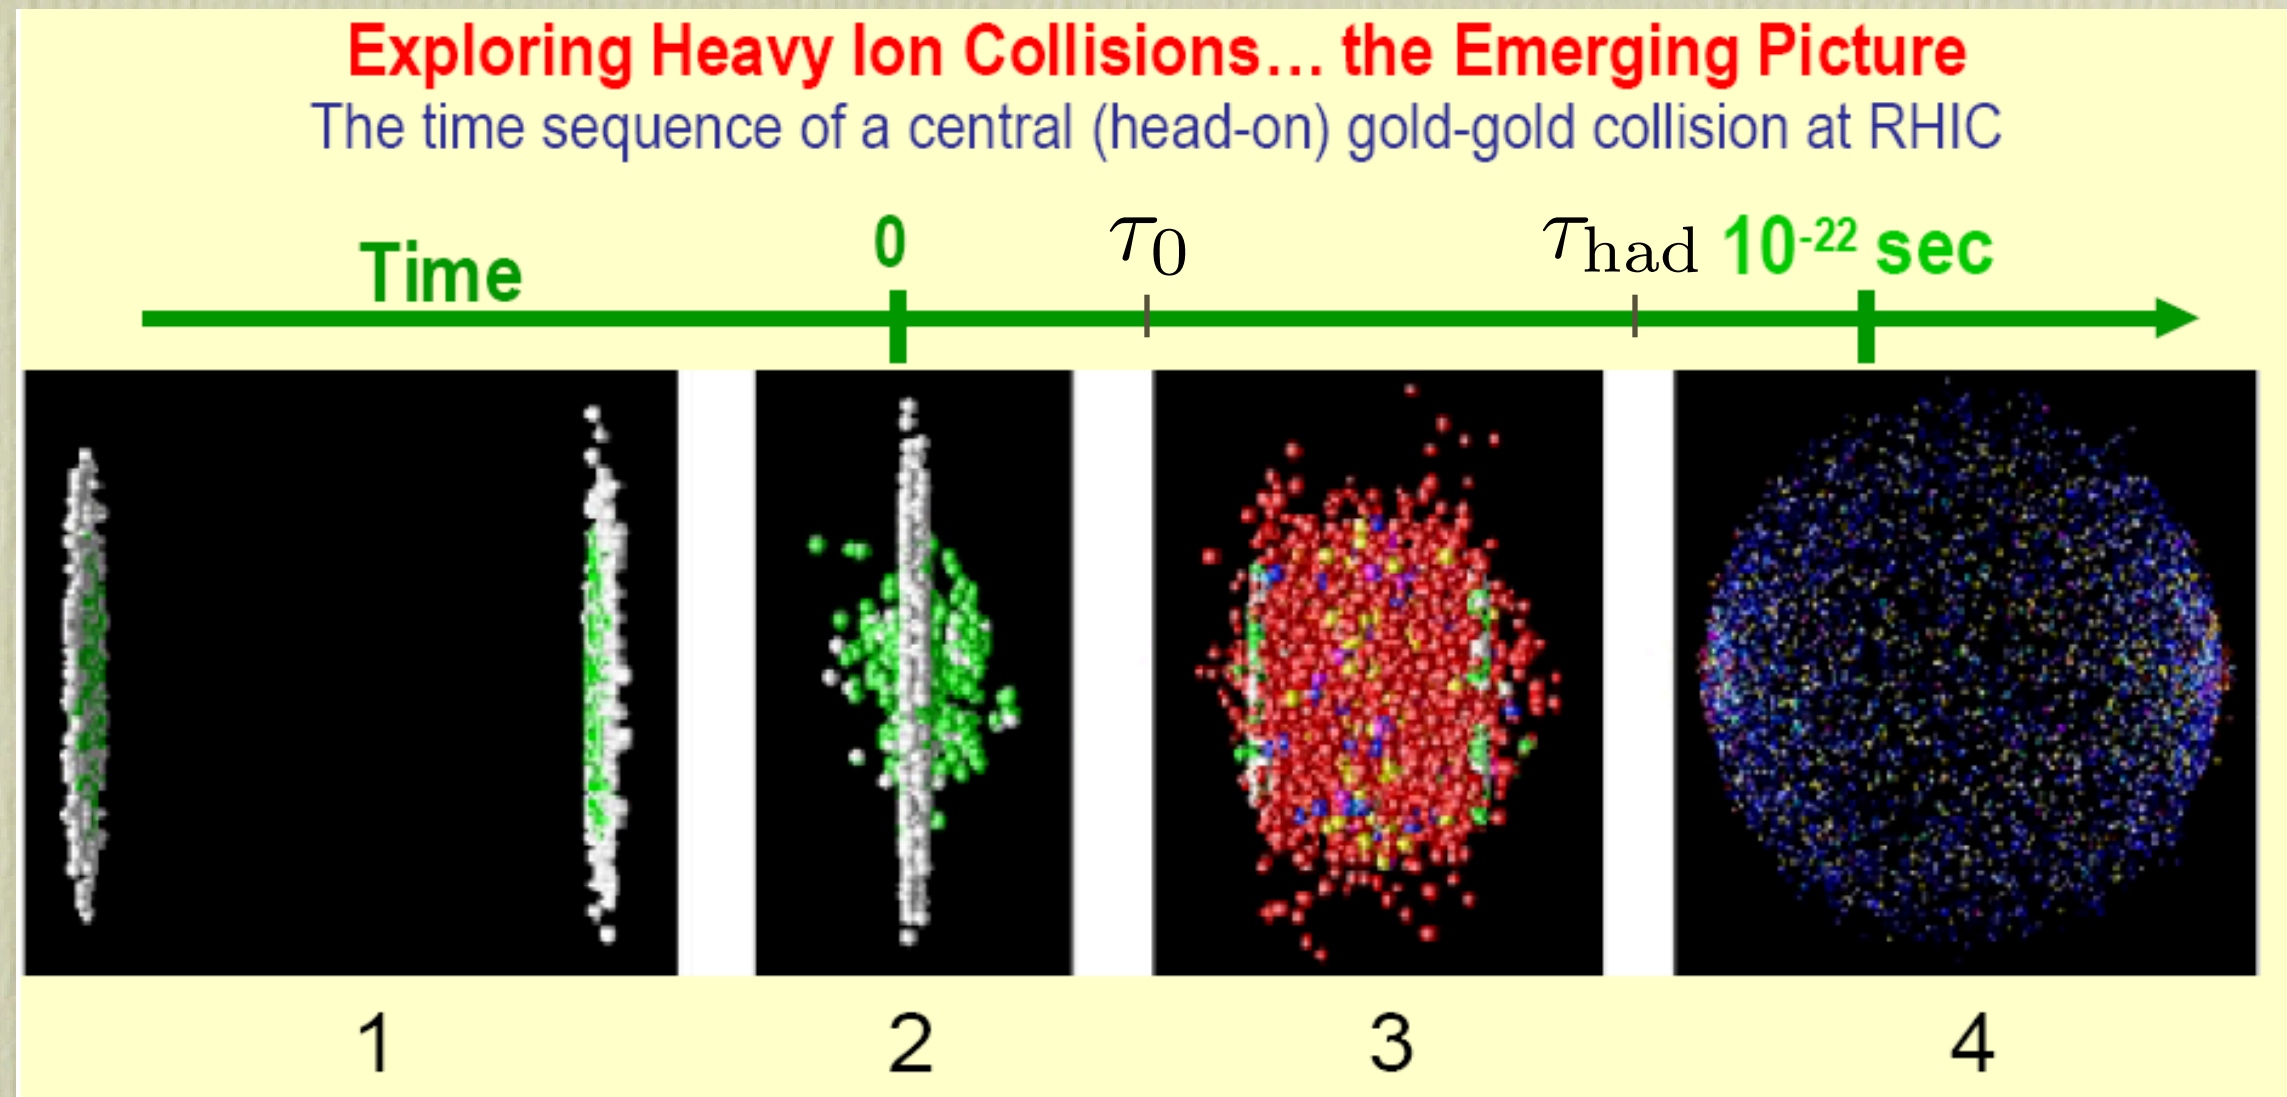 Exploring Heavy Ion Collisions... the Emerging Picture
The time sequence of a central (head-on) gold-gold collision at RHIC
Time 0 τ₀ τ_had 10⁻²² sec
1 2 3 4